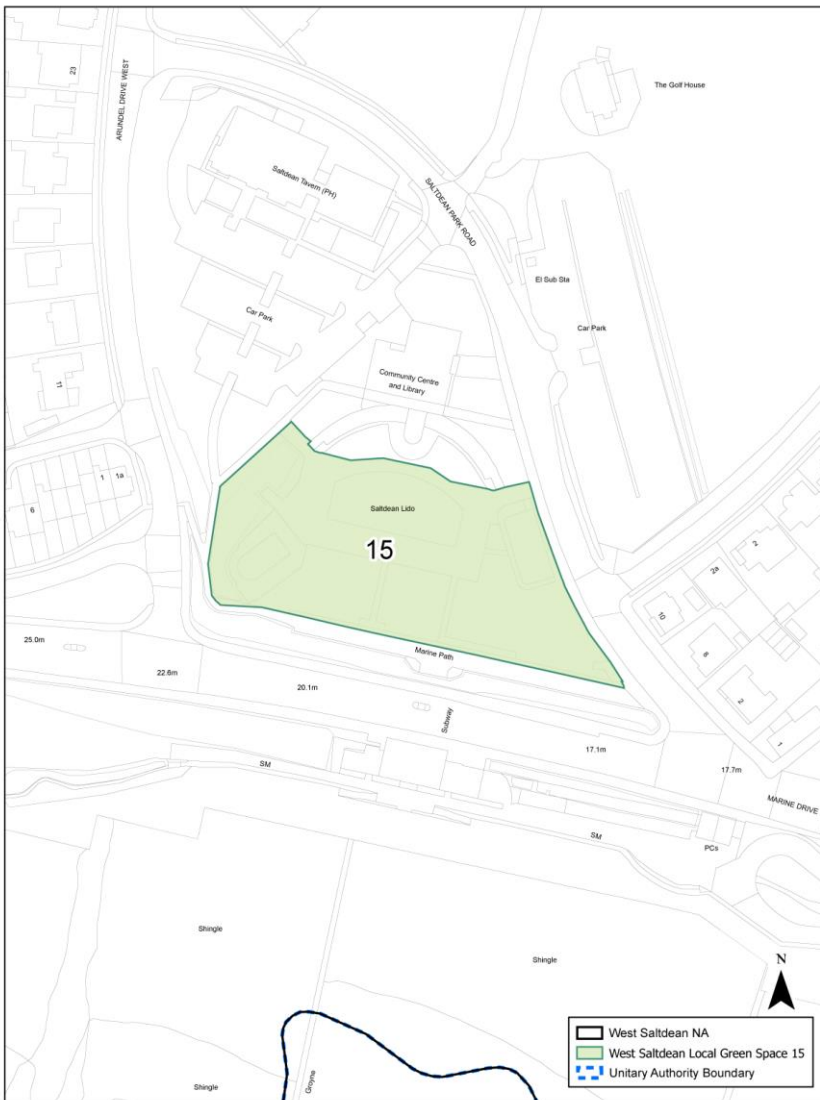 23
ARUNDEL DRIVE WEST
The Golf House
Saltdean Tavern (PH)
SALTDEAN PARK ROAD
El Sub Sta
Car Park
Car Park
Community Centre
and Library
11
1
1a
6
Saltdean Lido
15
2
2a
10
8
2
1
25.0m
Marine Path
22.6m
20.1m
Subway
17.1m
17.7m
SM
MARINE DRIVE
SM
PCs
Shingle
Shingle
N
West Saltdean NA
West Saltdean Local Green Space 15
Unitary Authority Boundary
Shingle
Groyne